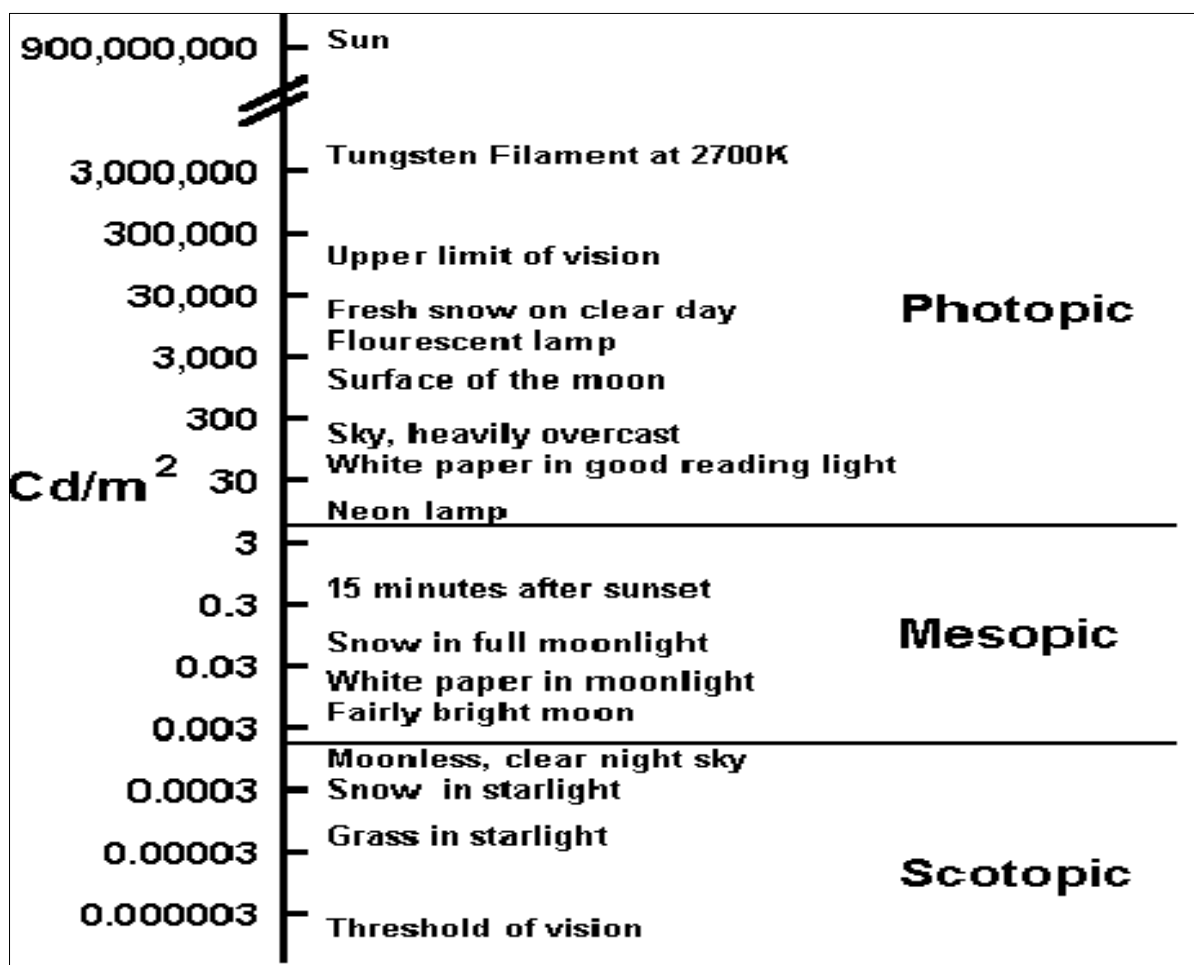 900,000,000 Sun
3,000,000 Tungsten Filament at 2700K
300,000
Upper limit of vision
30,000 Fresh snow on clear day Photopic
Flourescent lamp
3,000
Surface of the moon
300
Sky, heavily overcast
White paper in good reading light
Cd/m² 30
Neon lamp
3
15 minutes after sunset
0.3
Mesopic
Snow in full moonlight
0.03
White paper in moonlight
Fairly bright moon
0.003
Moonless, clear night sky
0.0003 Snow in starlight
Grass in starlight
0.00003
Scotopic
0.000003
Threshold of vision